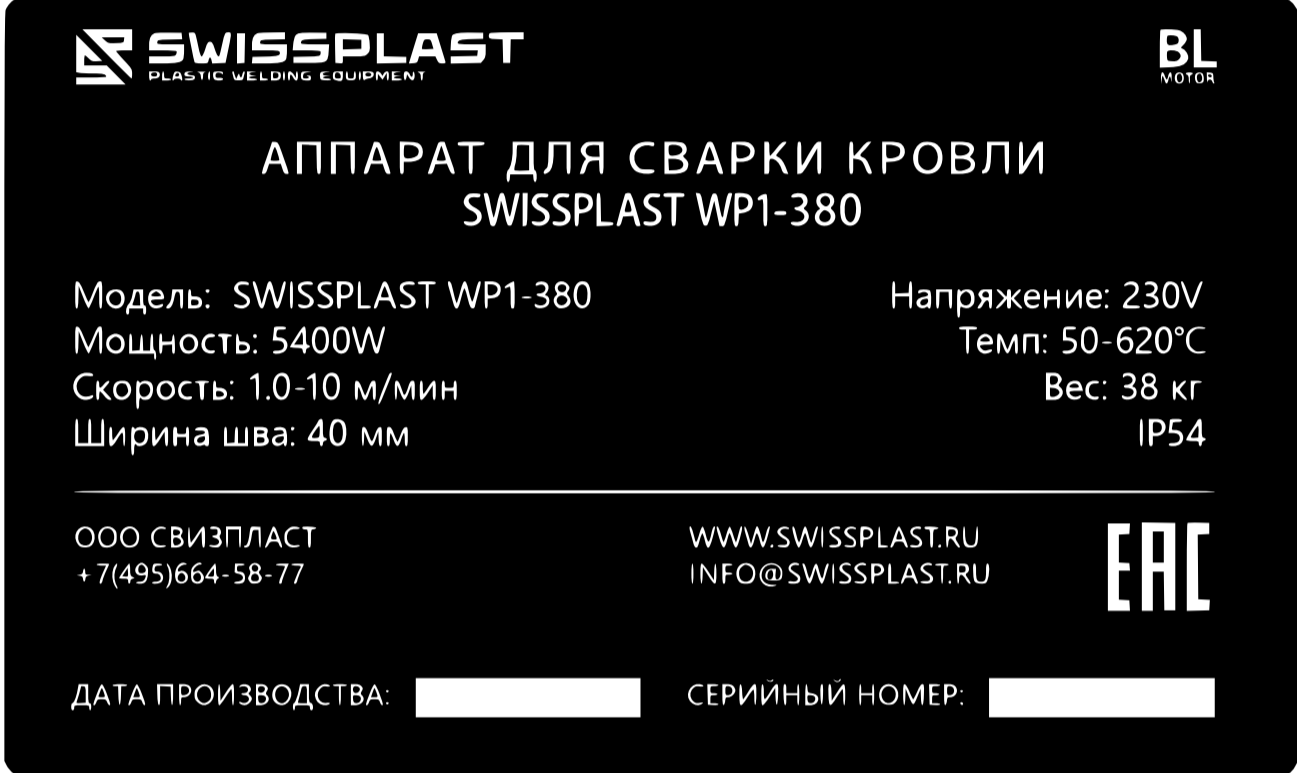 SWISSPLAST
PLASTIC WELDING EQUIPMENT
BL
MOTOR
АППАРАТ ДЛЯ СВАРКИ КРОВЛИ
SWISSPLAST WP1-380
Модель: SWISSPLAST WP1-380
Напряжение: 230V
Мощность: 5400W
Темп: 50-620°C
Скорость: 1.0-10 м/мин
Вес: 38 кг
Ширина шва: 40 мм
IP54
ООО СВИЗПЛАСТ
WWW.SWISSPLAST.RU
+7(495)664-58-77
INFO@SWISSPLAST.RU
EAC
ДАТА ПРОИЗВОДСТВА:
СЕРИЙНЫЙ НОМЕР: